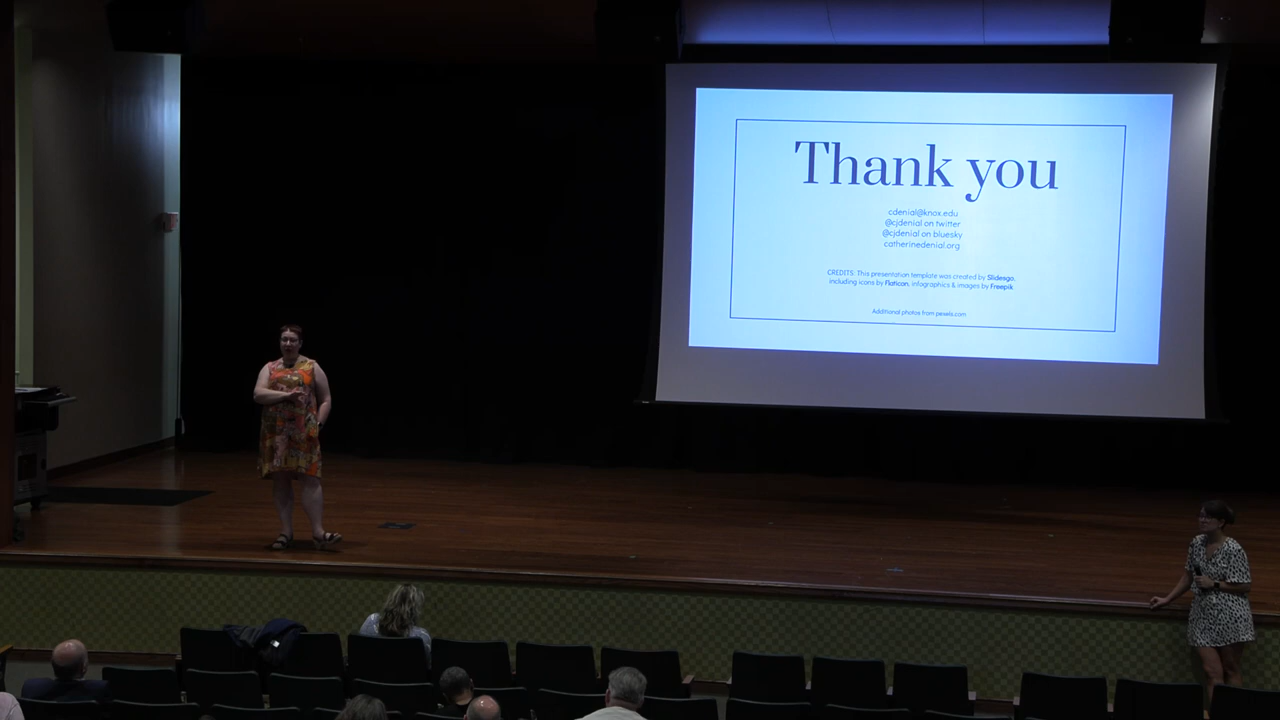 Thank you
cdenial@knox.edu
@cjdenial on twitter
@cjdenial on bluesky
catherinedenial.org
CREDITS: This presentation template was created by Slidesgo,
including icons by Flaticon, infographics & images by Freepik
Additional photos from pexels.com